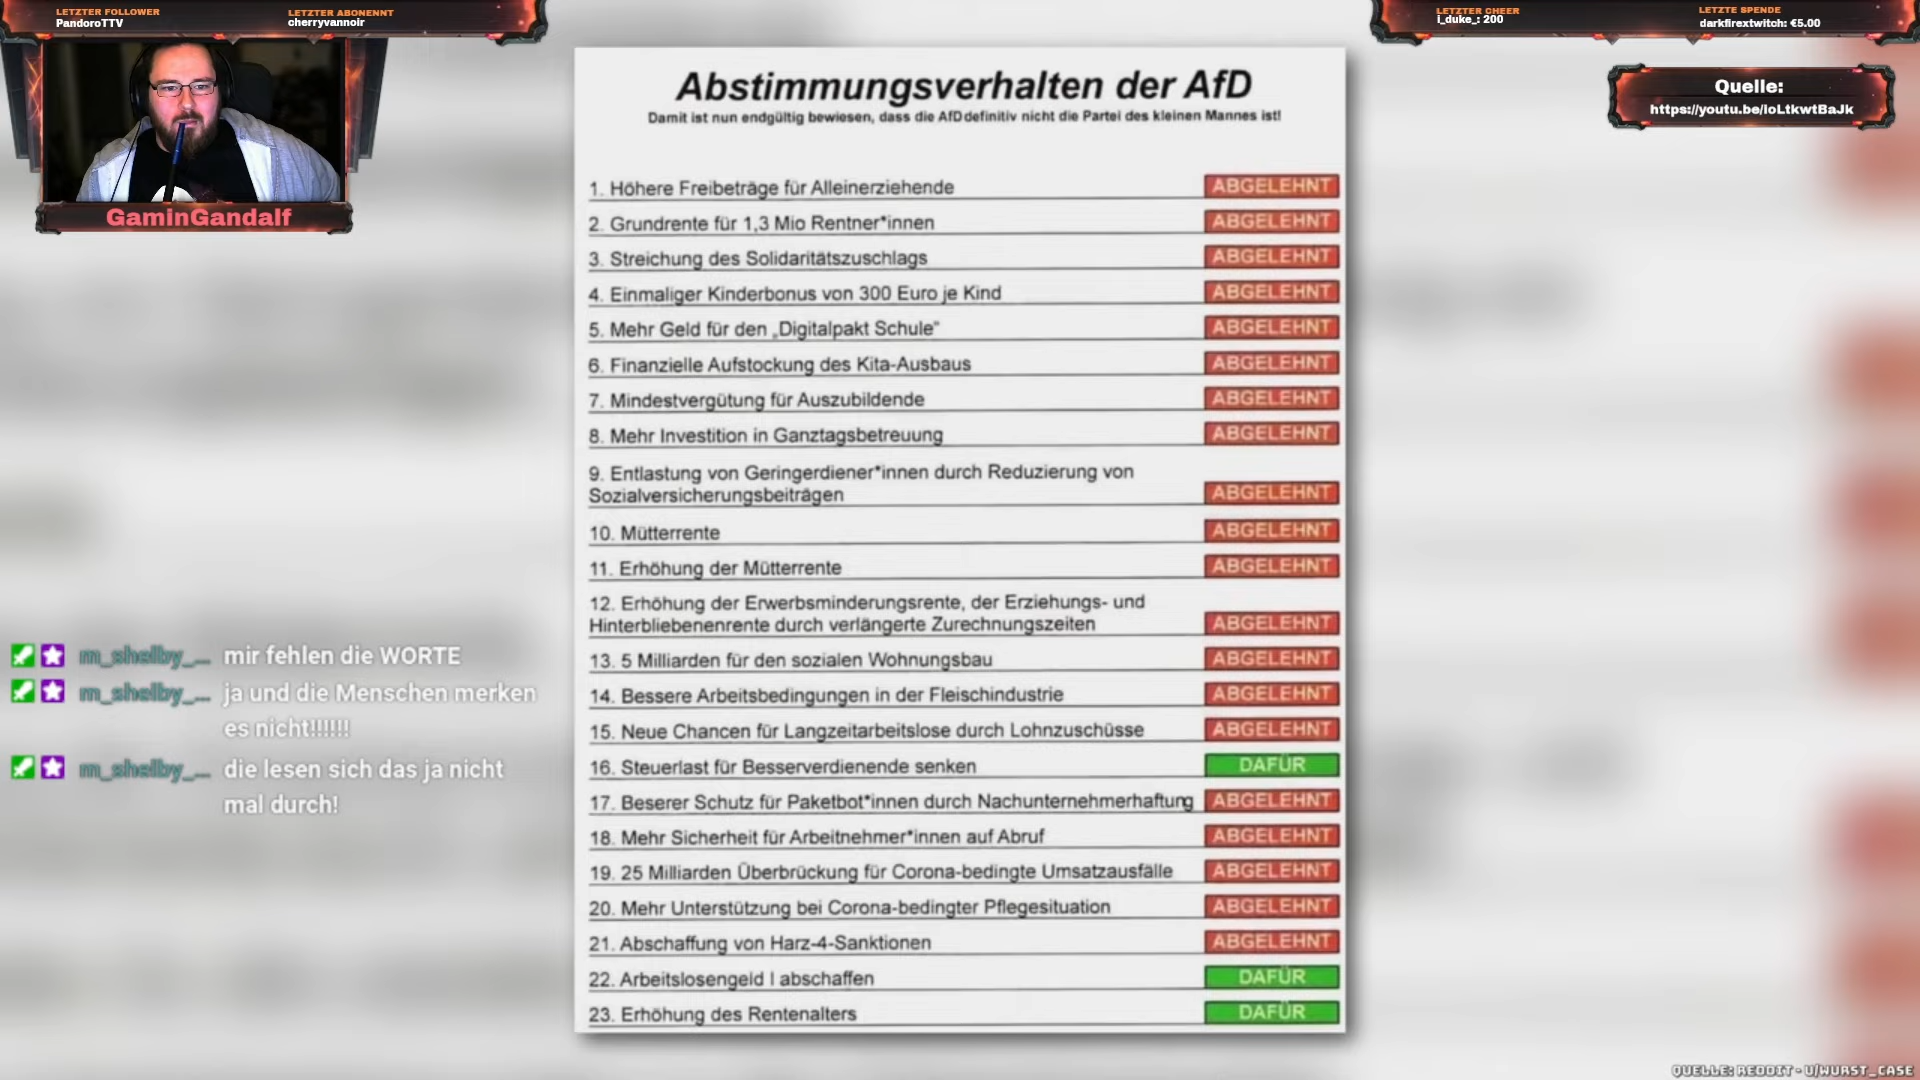 LETZTER FOLLOWER
PandoroTTV
LETZTER ABONENNT
cherryvannoir
LETZTER CHEER
i_duke_: 200
LETZTE SPENDE
darkfirextwitch: €5.00
GaminGandalf
Quelle:
https://youtu.be/loLtkwtBaJk
Abstimmungsverhalten der AfD
Damit ist nun endgültig bewiesen, dass die AfD definitiv nicht die Partei des kleinen Mannes ist!
1. Höhere Freibeträge für Alleinerziehende ABGELEHNT
2. Grundrente für 1,3 Mio Rentner*innen ABGELEHNT
3. Streichung des Solidaritätszuschlags ABGELEHNT
4. Einmaliger Kinderbonus von 300 Euro je Kind ABGELEHNT
5. Mehr Geld für den „Digitalpakt Schule“ ABGELEHNT
6. Finanzielle Aufstockung des Kita-Ausbaus ABGELEHNT
7. Mindestvergütung für Auszubildende ABGELEHNT
8. Mehr Investition in Ganztagsbetreuung ABGELEHNT
9. Entlastung von Geringerdiener*innen durch Reduzierung von
Sozialversicherungsbeiträgen ABGELEHNT
10. Mütterrente ABGELEHNT
11. Erhöhung der Mütterrente ABGELEHNT
12. Erhöhung der Erwerbsminderungsrente, der Erziehungs- und
Hinterbliebenenrente durch verlängerte Zurechnungszeiten ABGELEHNT
13. 5 Milliarden für den sozialen Wohnungsbau ABGELEHNT
14. Bessere Arbeitsbedingungen in der Fleischindustrie ABGELEHNT
15. Neue Chancen für Langzeitarbeitslose durch Lohnzuschüsse ABGELEHNT
16. Steuerlast für Besserverdienende senken DAFÜR
17. Beserer Schutz für Paketbot*innen durch Nachunternehmerhaftung ABGELEHNT
18. Mehr Sicherheit für Arbeitnehmer*innen auf Abruf ABGELEHNT
19. 25 Milliarden Überbrückung für Corona-bedingte Umsatzausfälle ABGELEHNT
20. Mehr Unterstützung bei Corona-bedingter Pflegesituation ABGELEHNT
21. Abschaffung von Harz-4-Sanktionen ABGELEHNT
22. Arbeitslosengeld I abschaffen DAFÜR
23. Erhöhung des Rentenalters DAFÜR
m_shelby_... mir fehlen die WORTE
m_shelby_... ja und die Menschen merken
es nicht!!!!!!
m_shelby_... die lesen sich das ja nicht
mal durch!
QUELLE: REDDIT - U/WURST_CASE